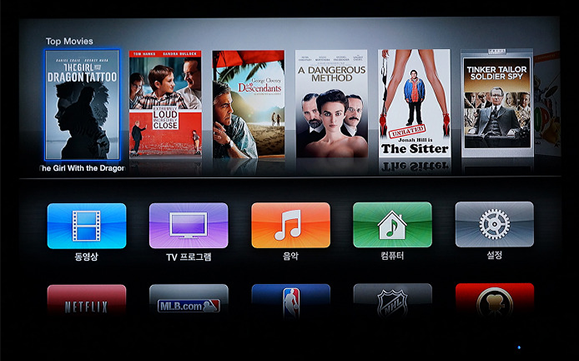 Top Movies
DANIEL CRAIG ROONEY MARA
THE GIRL WITH THE
DRAGON TATTOO
TOM HANKS SANDRA BULLOCK
EXTREMELY
LOUD
INCREDIBLY
CLOSE
George Clooney
the Descendants
A DANGEROUS
METHOD
UNRATED
Jonah Hill is
The Sitter
TINKER TAILOR
SOLDIER SPY
he Girl With the Dragon
동영상
TV 프로그램
음악
컴퓨터
설정
NETFLIX
MLB.com
NHL